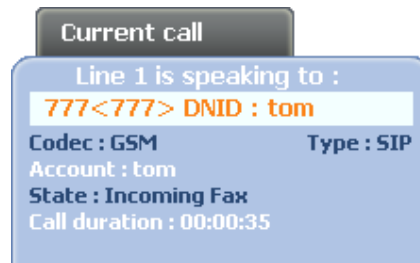 Current call
Line 1 is speaking to :
777<777> DNID : tom
Codec : GSM Type : SIP
Account : tom
State : Incoming Fax
Call duration : 00:00:35